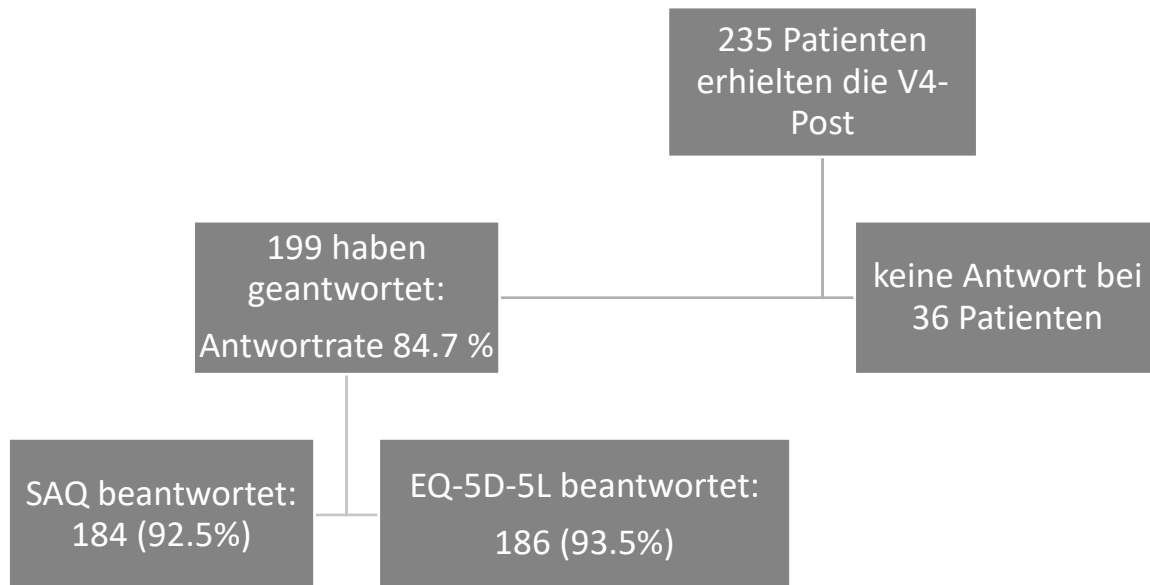 235 Patienten
erhielten die V4-
Post
199 haben
geantwortet:
Antwortrate 84.7 %
keine Antwort bei
36 Patienten
SAQ beantwortet:
184 (92.5%)
EQ-5D-5L beantwortet:
186 (93.5%)